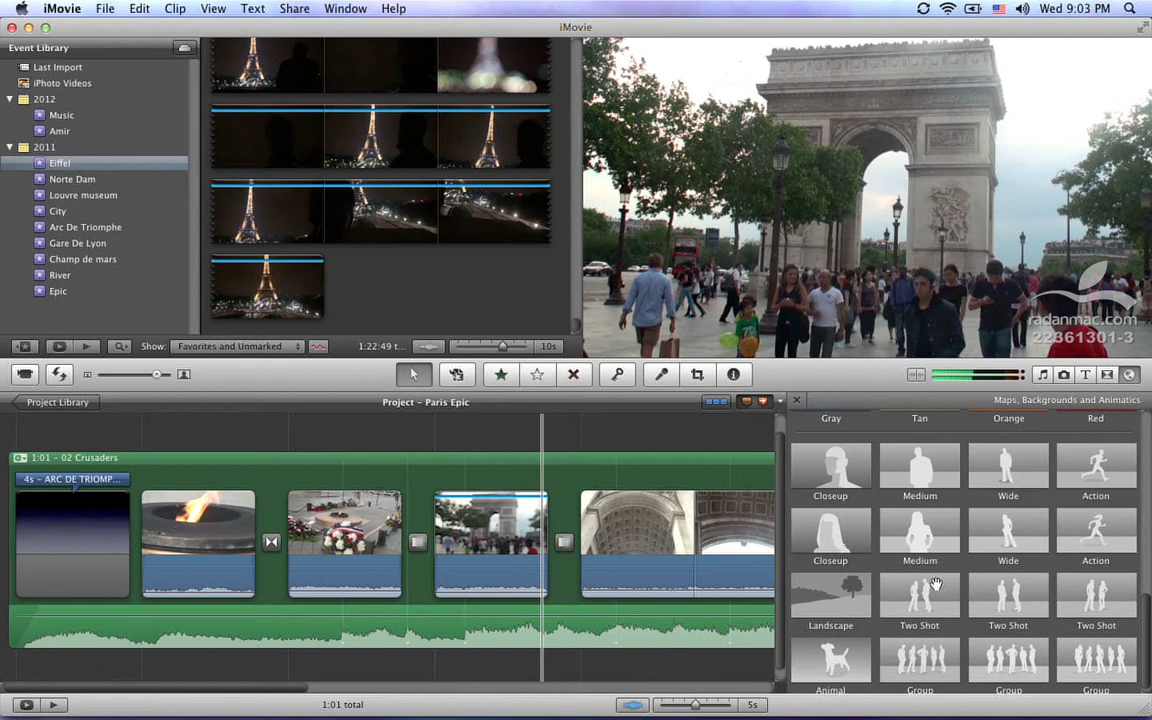 iMovie File Edit Clip View Text Share Window Help
Wed 9:03 PM
iMovie
Event Library
Last Import
iPhoto Videos
2012
Music
Amir
2011
Eiffel
Norte Dam
Louvre museum
City
Arc De Triomphe
Gare De Lyon
Champ de mars
River
Epic
radanmac.com
22361301-3
Show: Favorites and Unmarked
1:22:49 t...
10s
Project Library
Project - Paris Epic
Maps, Backgrounds and Animatics
1:01 - 02 Crusaders
4s - ARC DE TRIOMP...
Gray Tan Orange Red
Closeup Medium Wide Action
Closeup Medium Wide Action
Landscape Two Shot Two Shot Two Shot
Animal Group Group Group
1:01 total
5s